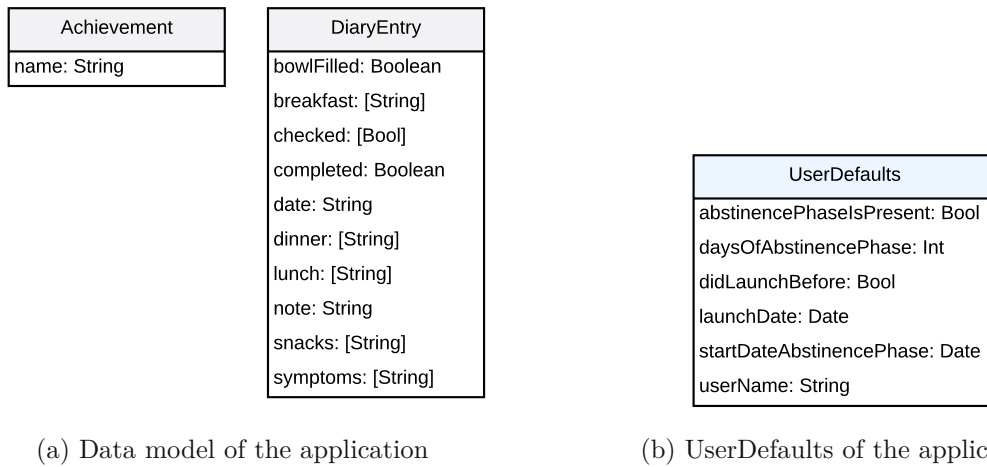 Achievement
name: String
DiaryEntry
bowlFilled: Boolean
breakfast: [String]
checked: [Bool]
completed: Boolean
date: String
dinner: [String]
lunch: [String]
note: String
snacks: [String]
symptoms: [String]
(a) Data model of the application
UserDefaults
abstinencePhaseIsPresent: Bool
daysOfAbstinencePhase: Int
didLaunchBefore: Bool
launchDate: Date
startDateAbstinencePhase: Date
userName: String
(b) UserDefaults of the applic